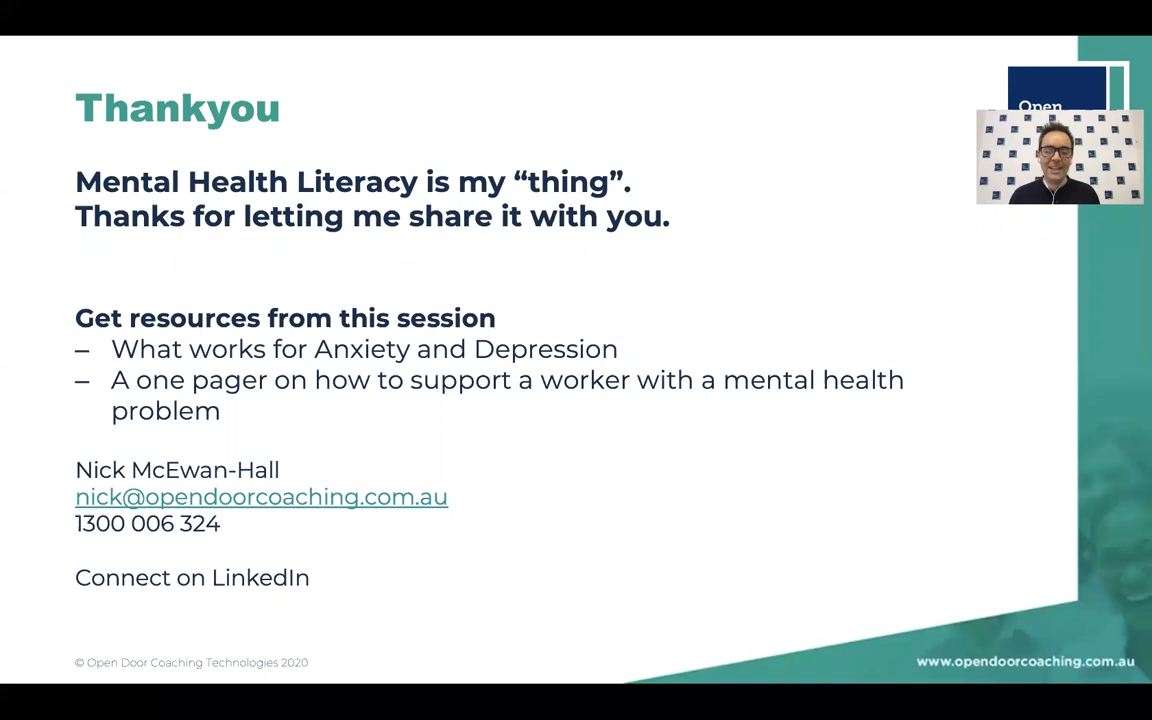 Thankyou
Open
Mental Health Literacy is my “thing”.
Thanks for letting me share it with you.
Get resources from this session
– What works for Anxiety and Depression
– A one pager on how to support a worker with a mental health
problem
Nick McEwan-Hall
nick@opendoorcoaching.com.au
1300 006 324
Connect on LinkedIn
© Open Door Coaching Technologies 2020
www.opendoorcoaching.com.au